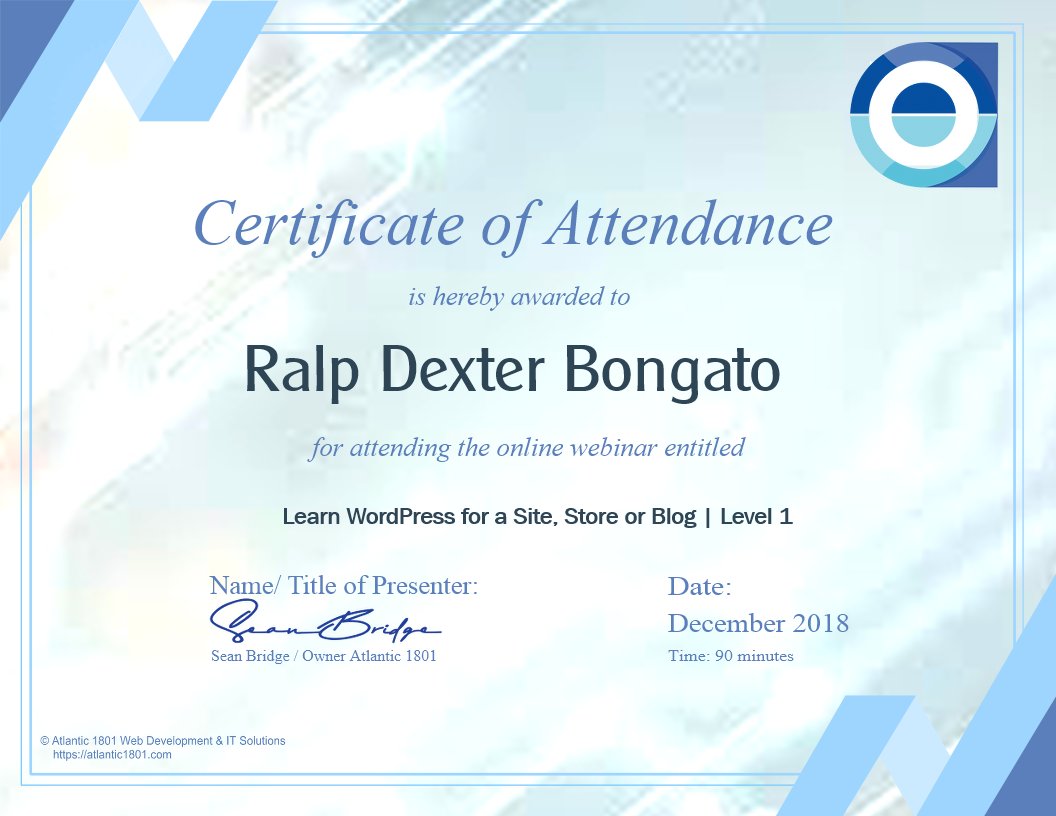 Certificate of Attendance
is hereby awarded to
Ralp Dexter Bongato
for attending the online webinar entitled
Learn WordPress for a Site, Store or Blog | Level 1
Name/ Title of Presenter:
Sean Bridge
Sean Bridge / Owner Atlantic 1801
Date:
December 2018
Time: 90 minutes
© Atlantic 1801 Web Development & IT Solutions
https://atlantic1801.com